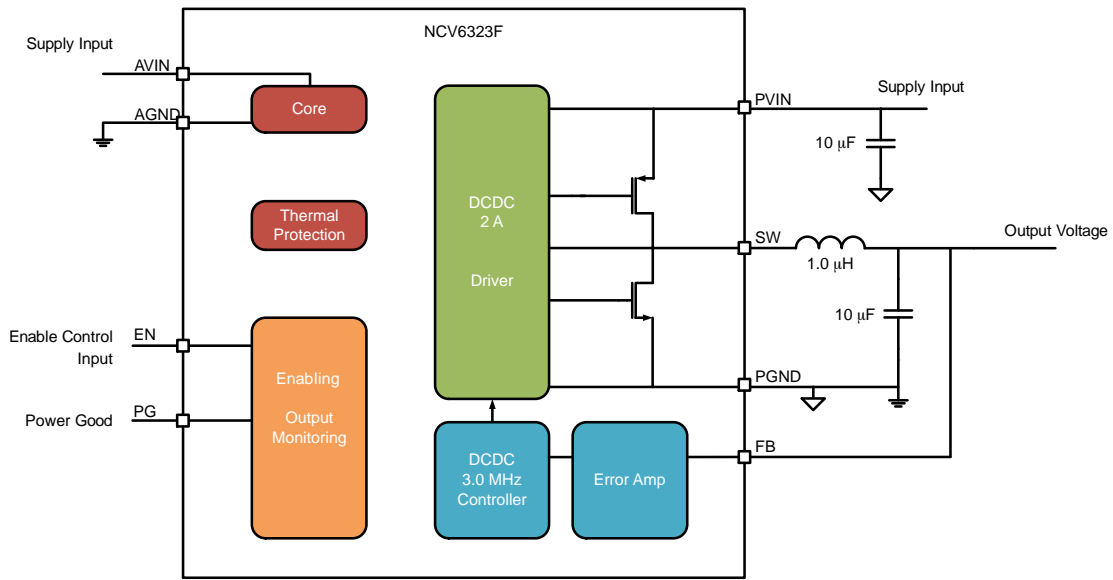 NCV6323F
Supply Input
AVIN
AGND
Core
Thermal
Protection
Enable Control
Input
EN
Power Good
PG
Enabling
Output
Monitoring
DCDC
2 A
Driver
DCDC
3.0 MHz
Controller
Error Amp
PVIN
Supply Input
10 μF
SW
1.0 μH
Output Voltage
10 μF
PGND
FB